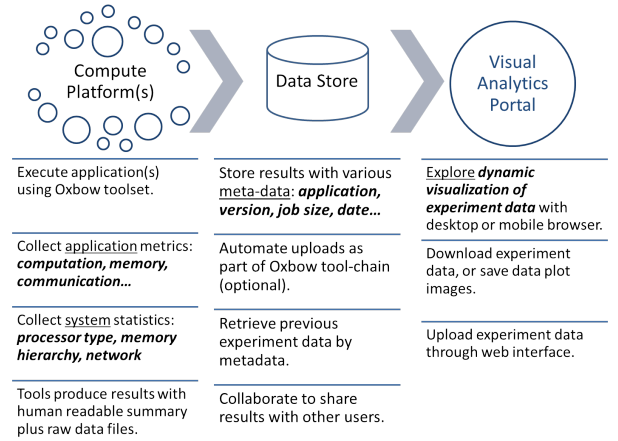 Compute
Platform(s)
Data Store
Visual
Analytics
Portal
Execute application(s)
using Oxbow toolset.
Collect application metrics:
computation, memory,
communication...
Collect system statistics:
processor type, memory
hierarchy, network
Tools produce results with
human readable summary
plus raw data files.
Store results with various
meta-data: application,
version, job size, date...
Automate uploads as
part of Oxbow tool-chain
(optional).
Retrieve previous
experiment data by
metadata.
Collaborate to share
results with other users.
Explore dynamic
visualization of
experiment data with
desktop or mobile browser.
Download experiment
data, or save data plot
images.
Upload experiment data
through web interface.